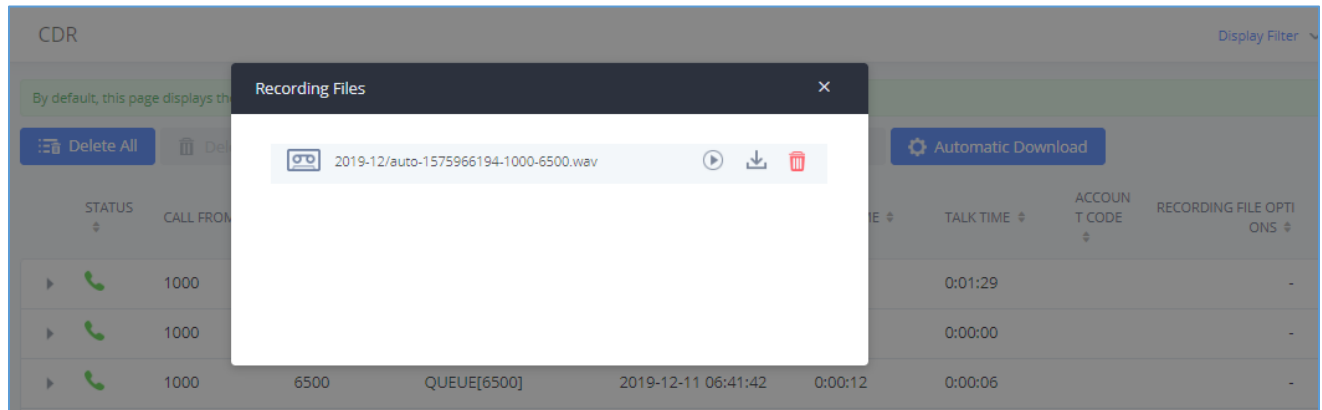 CDR
Display Filter
Recording Files
By default, this page displays th
Delete All
Del
Automatic Download
2019-12/auto-1575966194-1000-6500.wav
STATUS
CALL FROM
ME
TALK TIME
ACCOUN
T CODE
RECORDING FILE OPTI
ONS
1000
0:01:29
-
1000
0:00:00
-
1000 6500 QUEUE[6500] 2019-12-11 06:41:42 0:00:12 0:00:06 -